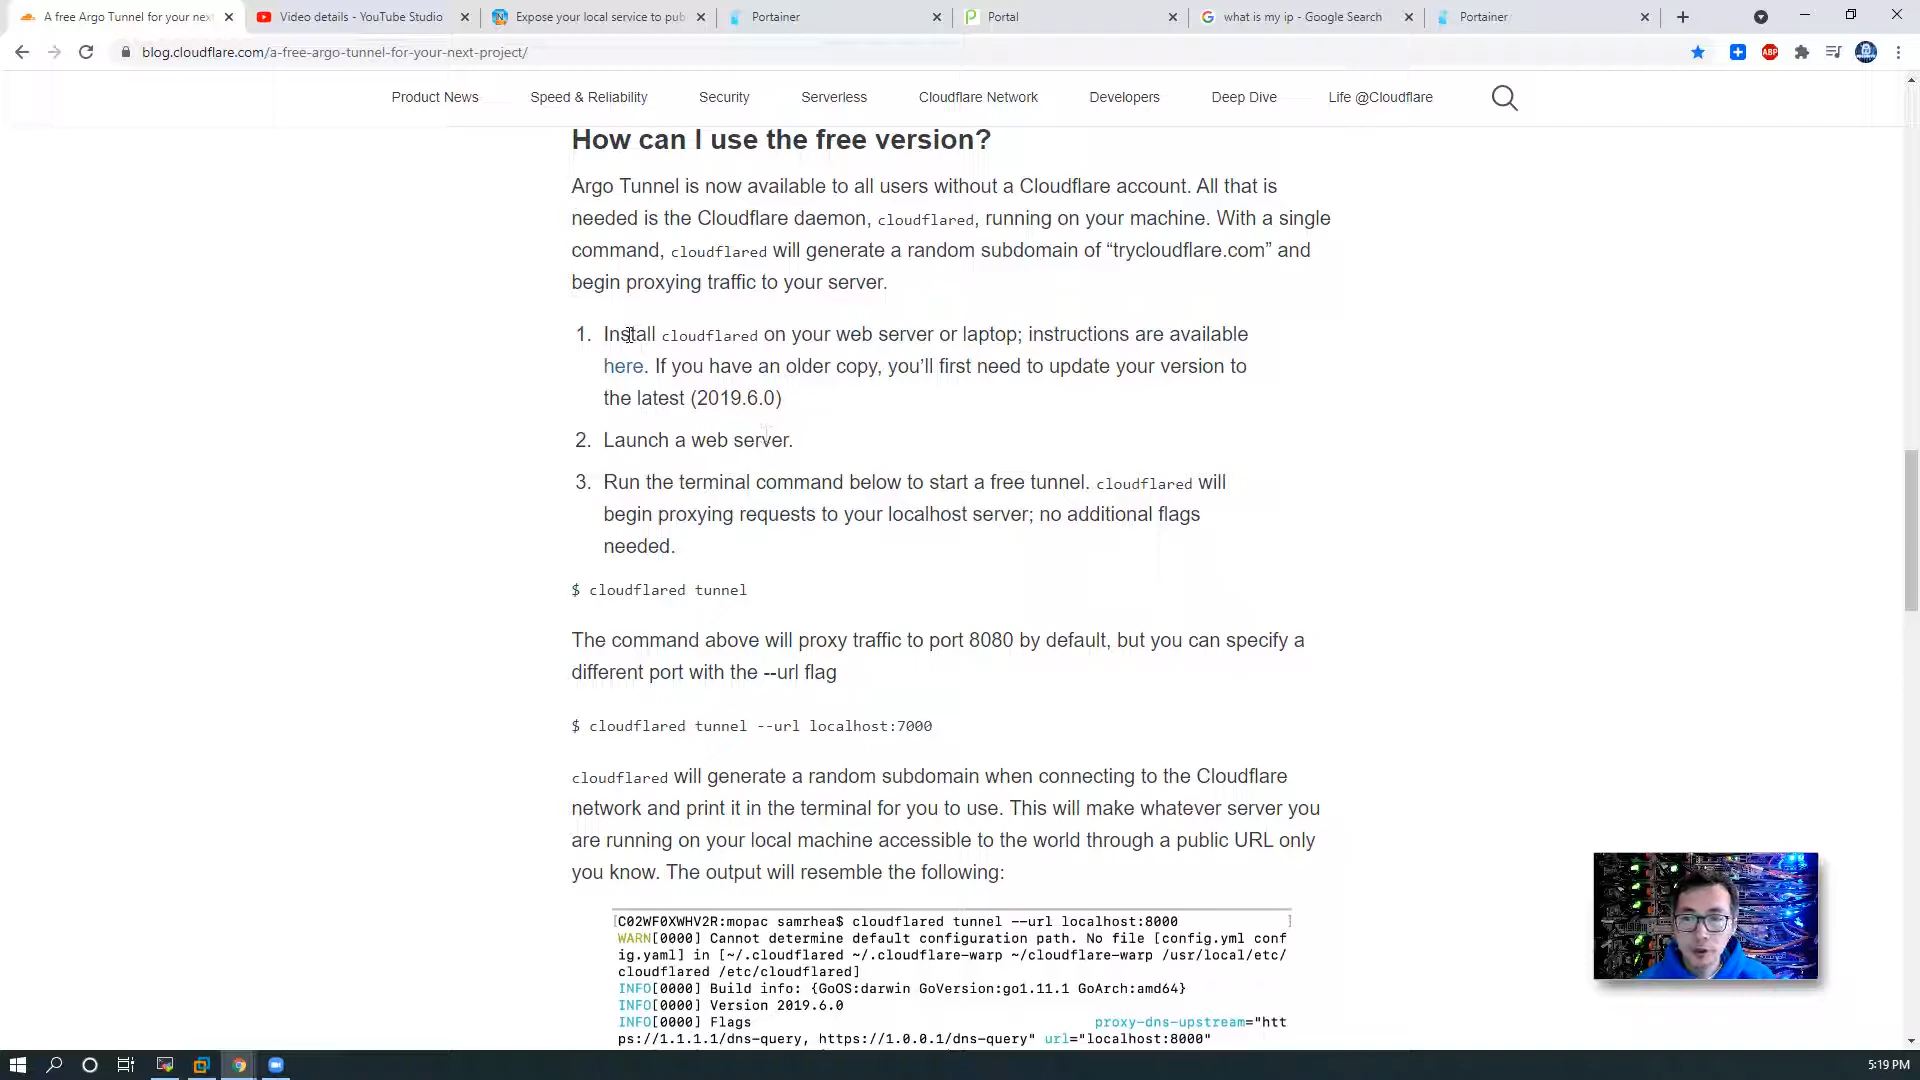 A free Argo Tunnel for your nex
Video details - YouTube Studio
Expose your local service to pub
Portainer
Portal
what is my ip - Google Search
Portainer
blog.cloudflare.com/a-free-argo-tunnel-for-your-next-project/
ABP
Product News
Speed & Reliability
Security
Serverless
Cloudflare Network
Developers
Deep Dive
Life @Cloudflare
How can I use the free version?
Argo Tunnel is now available to all users without a Cloudflare account. All that is
needed is the Cloudflare daemon, cloudflared, running on your machine. With a single
command, cloudflared will generate a random subdomain of “trycloudflare.com” and
begin proxying traffic to your server.
1. Install cloudflared on your web server or laptop; instructions are available
here. If you have an older copy, you’ll first need to update your version to
the latest (2019.6.0)
2. Launch a web server.
3. Run the terminal command below to start a free tunnel. cloudflared will
begin proxying requests to your localhost server; no additional flags
needed.
$ cloudflared tunnel
The command above will proxy traffic to port 8080 by default, but you can specify a
different port with the --url flag
$ cloudflared tunnel --url localhost:7000
cloudflared will generate a random subdomain when connecting to the Cloudflare
network and print it in the terminal for you to use. This will make whatever server you
are running on your local machine accessible to the world through a public URL only
you know. The output will resemble the following:
[C02WF0XWHV2R:mopac samrhea$ cloudflared tunnel --url localhost:8000 ]
WARN[0000] Cannot determine default configuration path. No file [config.yml conf
ig.yaml] in [~/.cloudflared ~/.cloudflare-warp ~/cloudflare-warp /usr/local/etc/
cloudflared /etc/cloudflared]
INFO[0000] Build info: {GoOS:darwin GoVersion:go1.11.1 GoArch:amd64}
INFO[0000] Version 2019.6.0
INFO[0000] Flags proxy-dns-upstream="htt
ps://1.1.1.1/dns-query, https://1.0.0.1/dns-query" url="localhost:8000"
5:19 PM